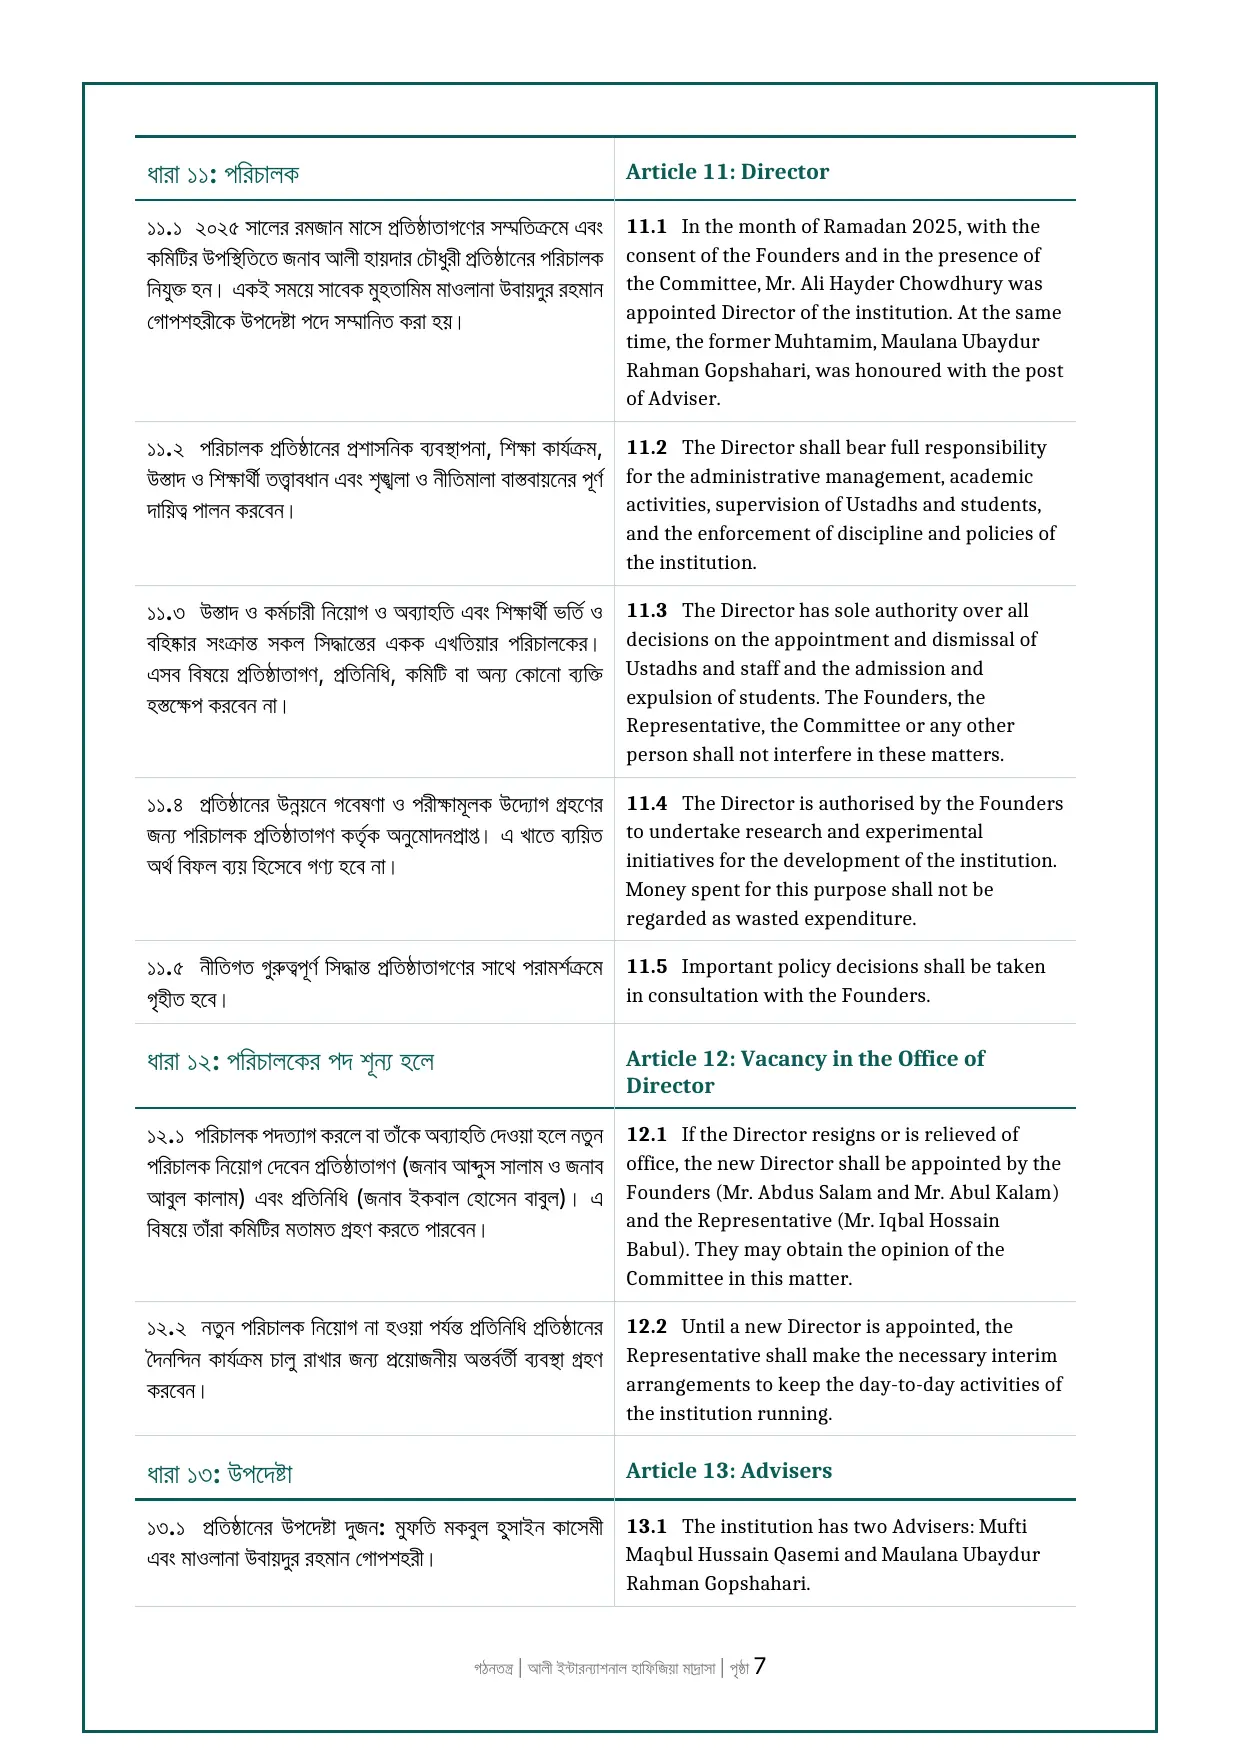 ধারা ১১: পরিচালক
Article 11: Director
১১.১ ২০২৫ সালের রমজান মাসে প্রতিষ্ঠাতাগণের সম্মতিক্রমে এবং
কমিটির উপস্থিতিতে জনাব আলী হায়দার চৌধুরী প্রতিষ্ঠানের পরিচালক
নিযুক্ত হন। একই সময়ে সাবেক মুহতামিম মাওলানা উবায়দুর রহমান
গোপশহরীকে উপদেষ্টা পদে সম্মানিত করা হয়।
11.1 In the month of Ramadan 2025, with the
consent of the Founders and in the presence of
the Committee, Mr. Ali Hayder Chowdhury was
appointed Director of the institution. At the same
time, the former Muhtamim, Maulana Ubaydur
Rahman Gopshahari, was honoured with the post
of Adviser.
১১.২ পরিচালক প্রতিষ্ঠানের প্রশাসনিক ব্যবস্থাপনা, শিক্ষা কার্যক্রম,
উস্তাদ ও শিক্ষার্থী তত্ত্বাবধান এবং শৃঙ্খলা ও নীতিমালা বাস্তবায়নের পূর্ণ
দায়িত্ব পালন করবেন।
11.2 The Director shall bear full responsibility
for the administrative management, academic
activities, supervision of Ustadhs and students,
and the enforcement of discipline and policies of
the institution.
১১.৩ উস্তাদ ও কর্মচারী নিয়োগ ও অব্যাহতি এবং শিক্ষার্থী ভর্তি ও
বহিষ্কার সংক্রান্ত সকল সিদ্ধান্তের একক এখতিয়ার পরিচালকের।
এসব বিষয়ে প্রতিষ্ঠাতাগণ, প্রতিনিধি, কমিটি বা অন্য কোনো ব্যক্তি
হস্তক্ষেপ করবেন না।
11.3 The Director has sole authority over all
decisions on the appointment and dismissal of
Ustadhs and staff and the admission and
expulsion of students. The Founders, the
Representative, the Committee or any other
person shall not interfere in these matters.
১১.৪ প্রতিষ্ঠানের উন্নয়নে গবেষণা ও পরীক্ষামূলক উদ্যোগ গ্রহণের
জন্য পরিচালক প্রতিষ্ঠাতাগণ কর্তৃক অনুমোদনপ্রাপ্ত। এ খাতে ব্যয়িত
অর্থ বিফল ব্যয় হিসেবে গণ্য হবে না।
11.4 The Director is authorised by the Founders
to undertake research and experimental
initiatives for the development of the institution.
Money spent for this purpose shall not be
regarded as wasted expenditure.
১১.৫ নীতিগত গুরুত্বপূর্ণ সিদ্ধান্ত প্রতিষ্ঠাতাগণের সাথে পরামর্শক্রমে
গৃহীত হবে।
11.5 Important policy decisions shall be taken
in consultation with the Founders.
ধারা ১২: পরিচালকের পদ শূন্য হলে
Article 12: Vacancy in the Office of
Director
১২.১ পরিচালক পদত্যাগ করলে বা তাঁকে অব্যাহতি দেওয়া হলে নতুন
পরিচালক নিয়োগ দেবেন প্রতিষ্ঠাতাগণ (জনাব আব্দুস সালাম ও জনাব
আবুল কালাম) এবং প্রতিনিধি (জনাব ইকবাল হোসেন বাবুল)। এ
বিষয়ে তাঁরা কমিটির মতামত গ্রহণ করতে পারবেন।
12.1 If the Director resigns or is relieved of
office, the new Director shall be appointed by the
Founders (Mr. Abdus Salam and Mr. Abul Kalam)
and the Representative (Mr. Iqbal Hossain
Babul). They may obtain the opinion of the
Committee in this matter.
১২.২ নতুন পরিচালক নিয়োগ না হওয়া পর্যন্ত প্রতিনিধি প্রতিষ্ঠানের
দৈনন্দিন কার্যক্রম চালু রাখার জন্য প্রয়োজনীয় অন্তর্বর্তী ব্যবস্থা গ্রহণ
করবেন।
12.2 Until a new Director is appointed, the
Representative shall make the necessary interim
arrangements to keep the day-to-day activities of
the institution running.
ধারা ১৩: উপদেষ্টা
Article 13: Advisers
১৩.১ প্রতিষ্ঠানের উপদেষ্টা দুজন: মুফতি মকবুল হুসাইন কাসেমী
এবং মাওলানা উবায়দুর রহমান গোপশহরী।
13.1 The institution has two Advisers: Mufti
Maqbul Hussain Qasemi and Maulana Ubaydur
Rahman Gopshahari.
গঠনতন্ত্র | আলী ইন্টারন্যাশনাল হাফিজিয়া মাদ্রাসা | পৃষ্ঠা 7